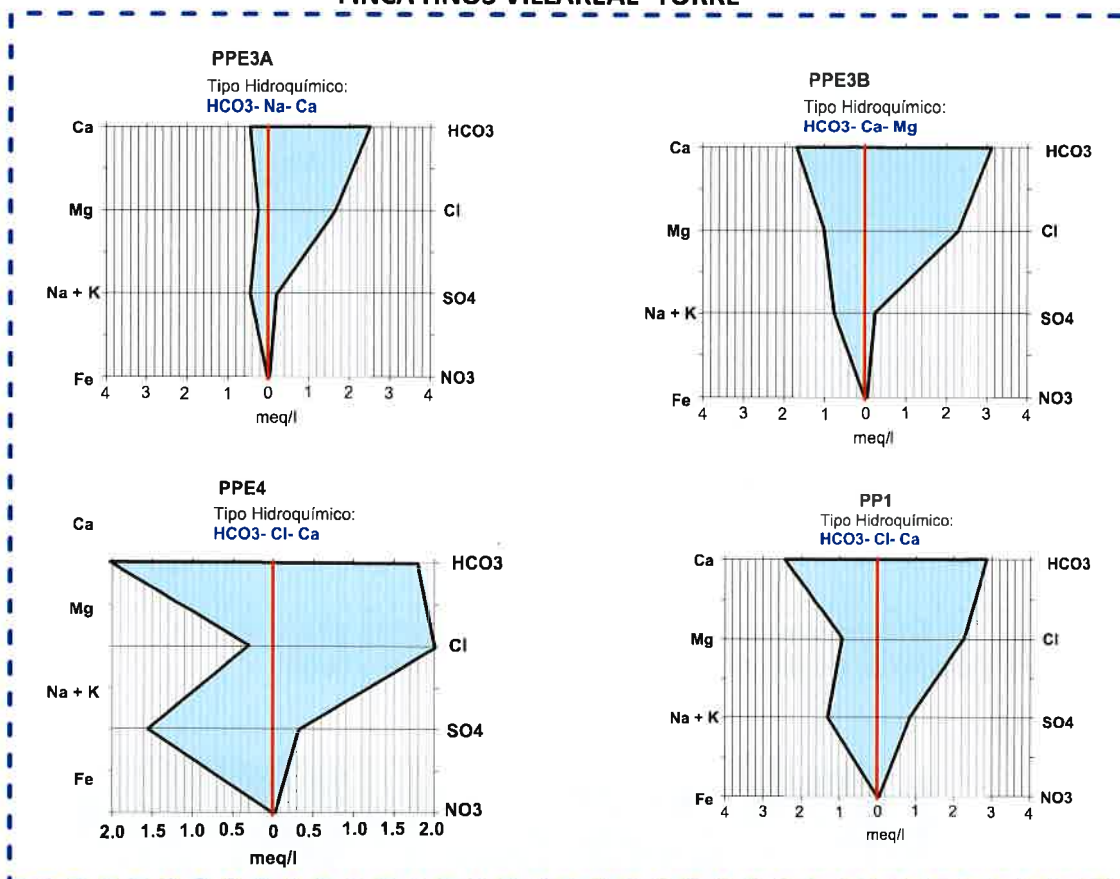 PPE3A
Tipo Hidroquímico:
HCO3- Na- Ca
Ca
HCO3
Mg
Cl
Na + K
SO4
Fe
NO3
4 3 2 1 0 1 2 3 4
meq/l
PPE3B
Tipo Hidroquímico:
HCO3- Ca- Mg
Ca
HCO3
Mg
Cl
Na + K
SO4
Fe
NO3
4 3 2 1 0 1 2 3 4
meq/l
PPE4
Tipo Hidroquímico:
HCO3- Cl- Ca
Ca
HCO3
Mg
Cl
Na + K
SO4
Fe
NO3
2.0 1.5 1.0 0.5 0 0.5 1.0 1.5 2.0
meq/l
PP1
Tipo Hidroquímico:
HCO3- Cl- Ca
Ca
HCO3
Mg
Cl
Na + K
SO4
Fe
NO3
4 3 2 1 0 1 2 3 4
meq/l